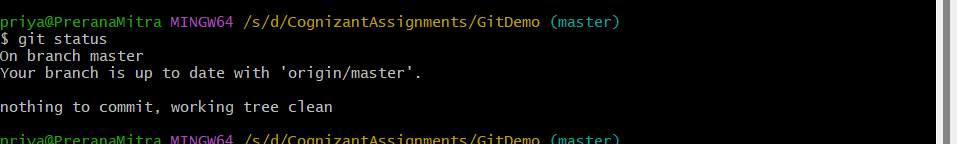 priya@PreranaMitra MINGW64 /s/d/CognizantAssignments/GitDemo (master)
$ git status
On branch master
Your branch is up to date with 'origin/master'.
nothing to commit, working tree clean
priya@PreranaMitra MINGW64 /s/d/CognizantAssignments/GitDemo (master)